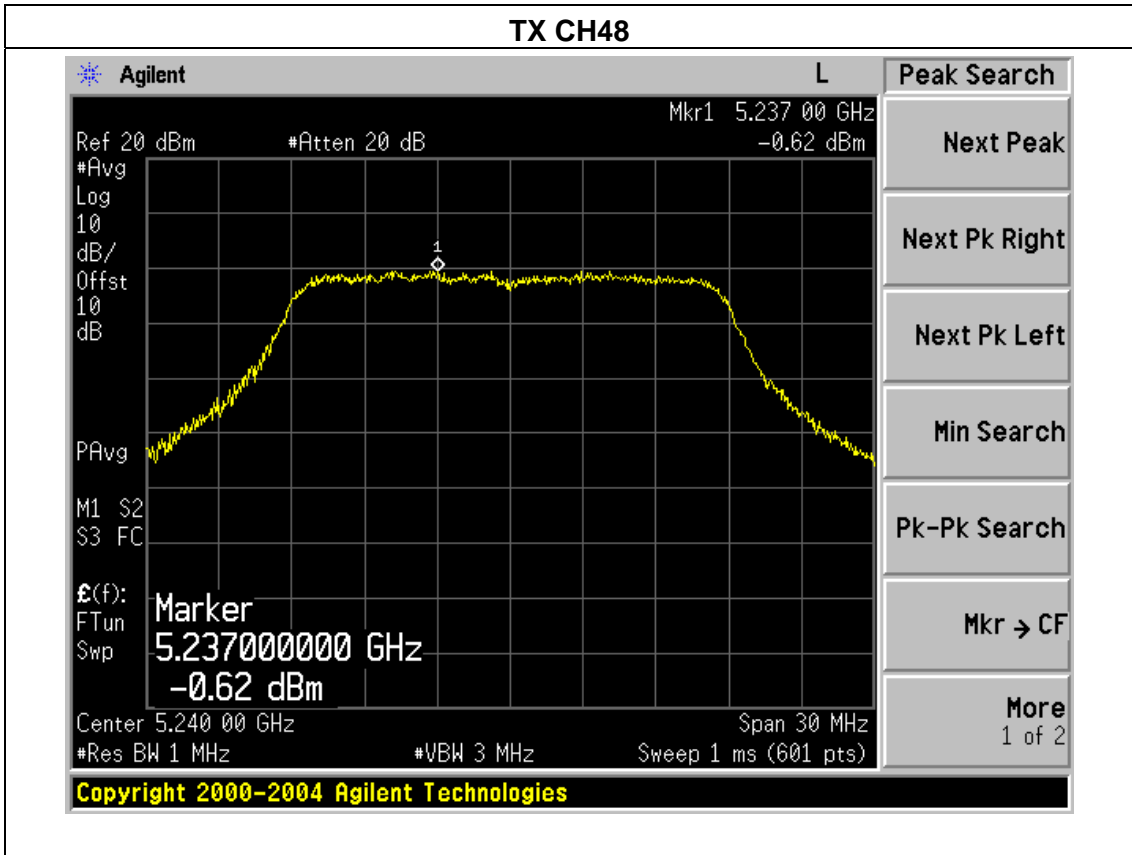 TX CH48
Agilent L Peak Search
Mkr1 5.237 00 GHz
Ref 20 dBm #Atten 20 dB -0.62 dBm
#Avg
Log
10
dB/
Offst
10
dB
1
PAvg
M1 S2
S3 FC
£(f):
FTun
Swp
Marker
5.237000000 GHz
-0.62 dBm
Center 5.240 00 GHz Span 30 MHz
#Res BW 1 MHz #VBW 3 MHz Sweep 1 ms (601 pts)
Next Peak
Next Pk Right
Next Pk Left
Min Search
Pk-Pk Search
Mkr → CF
More
1 of 2
Copyright 2000-2004 Agilent Technologies